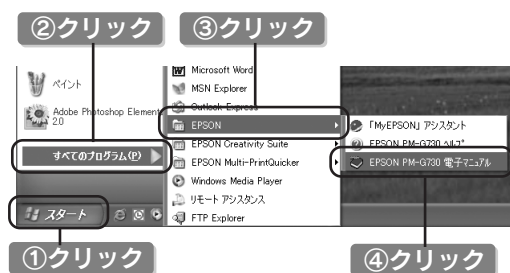 ②クリック
③クリック
ペイント
Adobe Photoshop Element
2.0
すべてのプログラム(P)
スタート
①クリック
Microsoft Word
MSN Explorer
Outlook Express
EPSON
EPSON Creativity Suite
EPSON Multi-PrintQuicker
Windows Media Player
リモート アシスタンス
FTP Explorer
「MyEPSON」 アシスタント
EPSON PM-G730 ヘルプ
EPSON PM-G730 電子マニュアル
④クリック